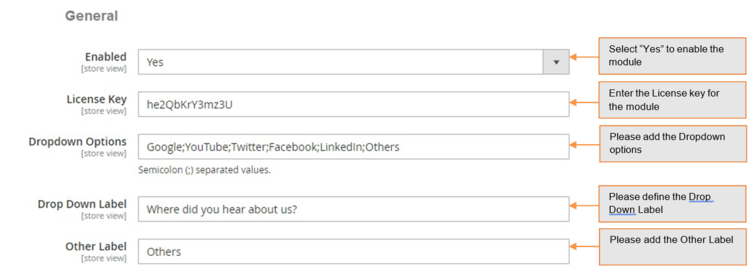 General
Enabled
[store view]
Yes
Select "Yes" to enable the
module
License Key
[store view]
he2QbKrY3mz3U
Enter the License key for
the module
Dropdown Options
[store view]
Google;YouTube;Twitter;Facebook;LinkedIn;Others
Semicolon (;) separated values.
Please add the Dropdown
options
Drop Down Label
[store view]
Where did you hear about us?
Please define the Drop
Down Label
Other Label
[store view]
Others
Please add the Other Label